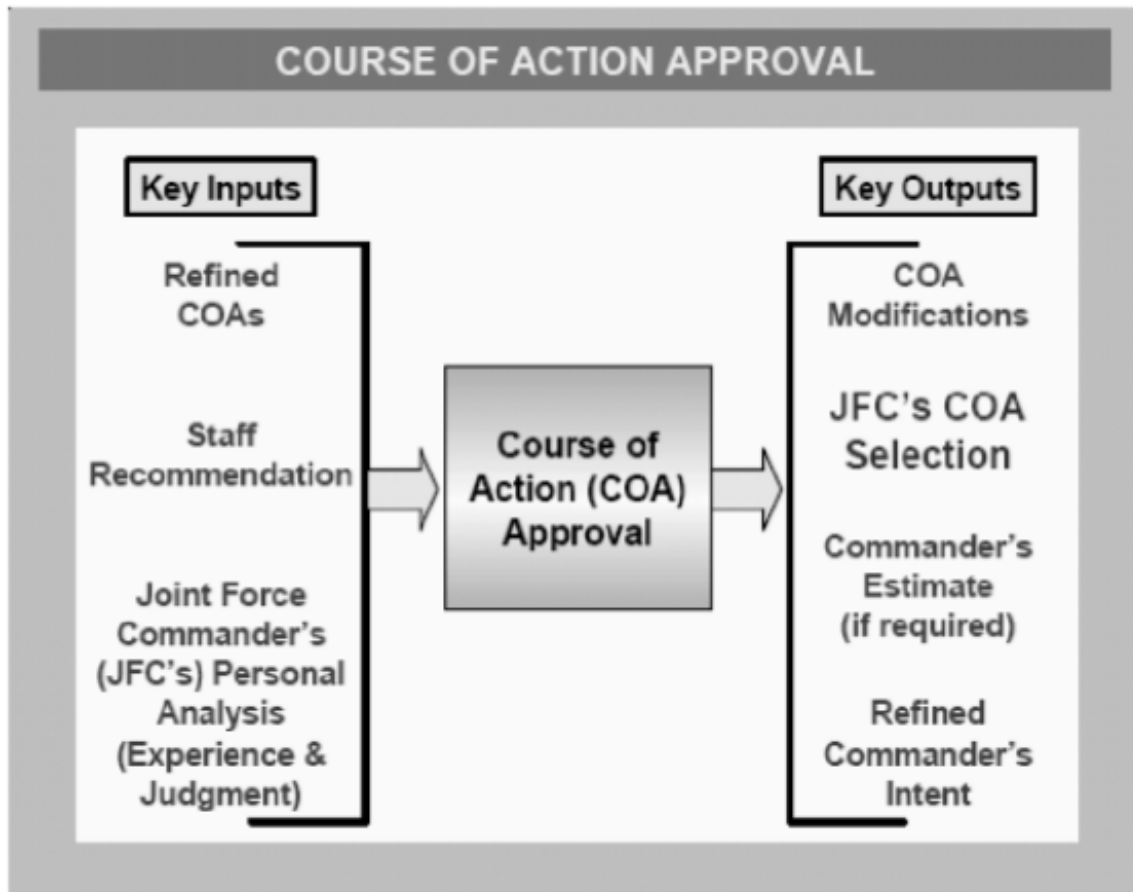 COURSE OF ACTION APPROVAL
Key Inputs
Refined
COAs
Staff
Recommendation
Joint Force
Commander's
(JFC's) Personal
Analysis
(Experience &
Judgment)
Course of
Action (COA)
Approval
Key Outputs
COA
Modifications
JFC's COA
Selection
Commander's
Estimate
(if required)
Refined
Commander's
Intent